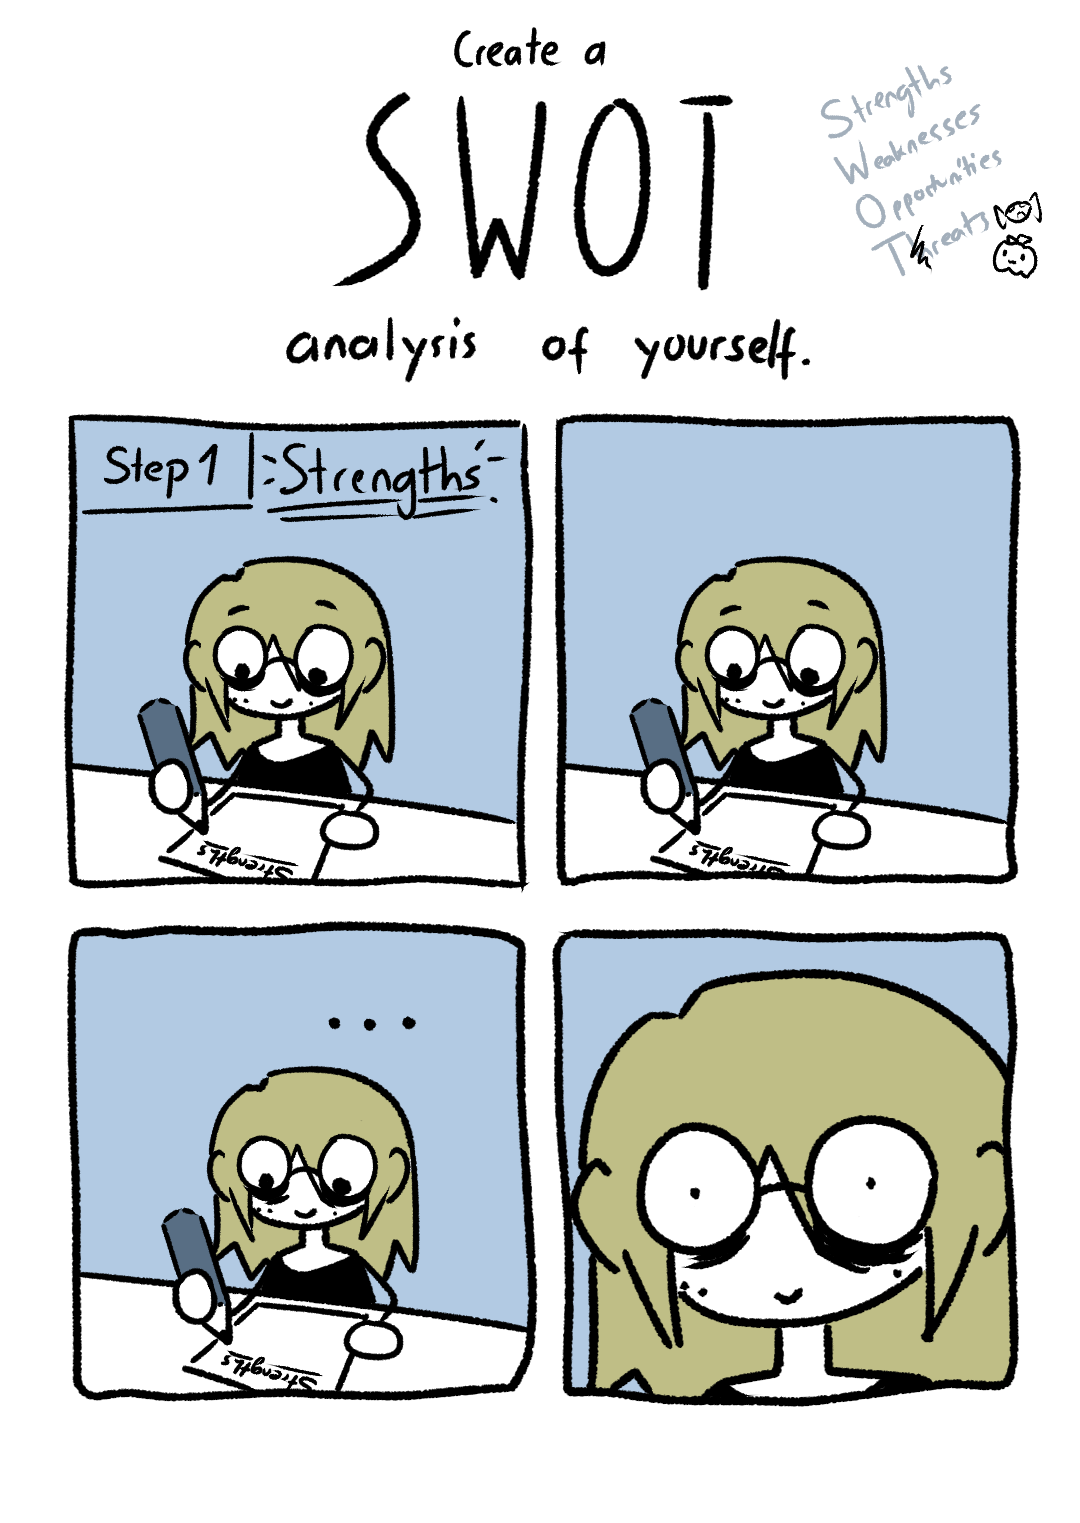 Create a
SWOT
analysis of yourself.
Strengths
Weaknesses
Opportunities
Threats
Step 1
Strengths
Strengths
Strengths
...
Strengths